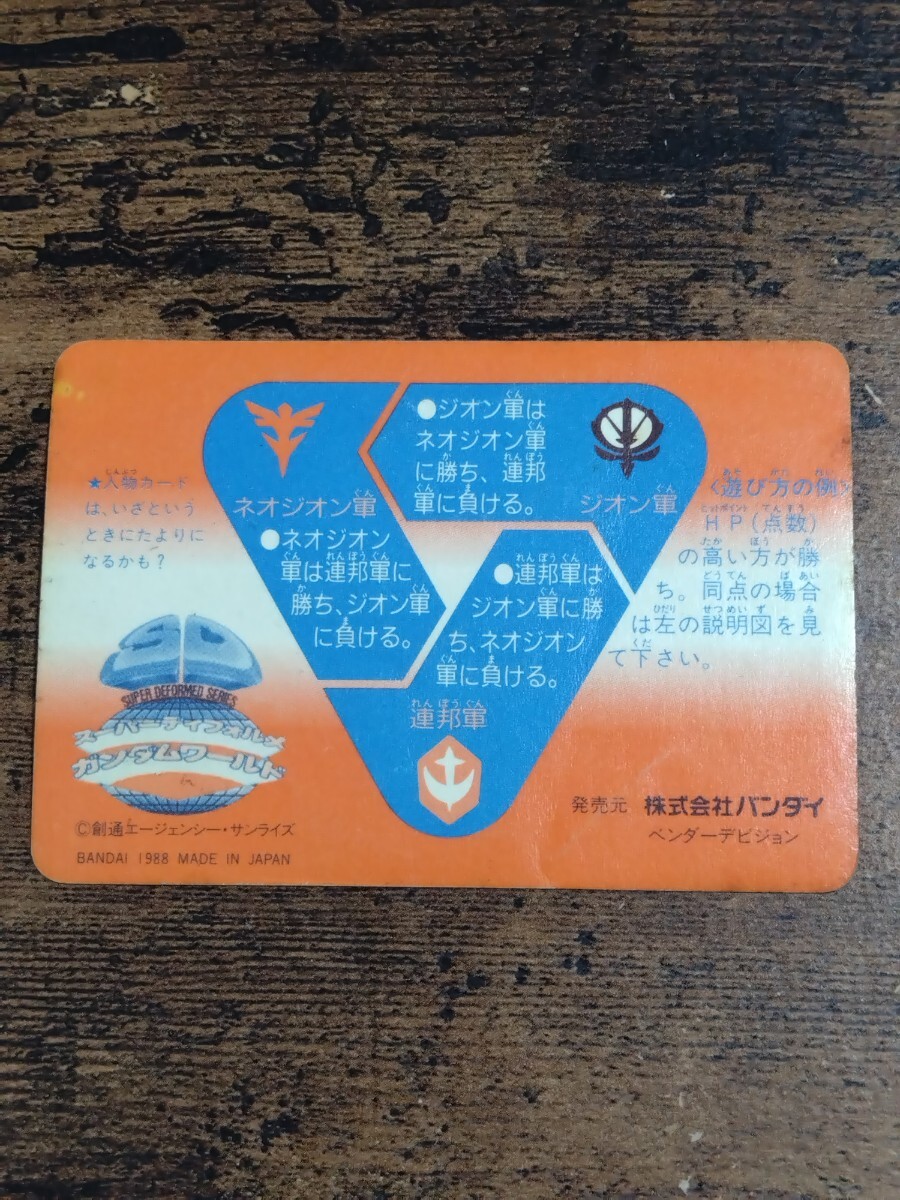 ★人物カード
は、いざという
ときにたよりに
なるかも?
ネオジオン軍
●ジオン軍は
ネオジオン軍
に勝ち、連邦
軍に負ける。
ジオン軍
●ネオジオン
軍は連邦軍に
勝ち、ジオン軍
に負ける。
●連邦軍は
ジオン軍に勝
ち、ネオジオン
軍に負ける。
連邦軍
〈遊び方の例〉
HP(点数)
の高い方が勝
ち。同点の場合
は左の説明図を見
て下さい。
SUPER DEFORMED SERIES
スーパーディフォルメ
ガンダムワールド
©創通エージェンシー・サンライズ
BANDAI 1988 MADE IN JAPAN
発売元 株式会社バンダイ
ベンダーデビジョン